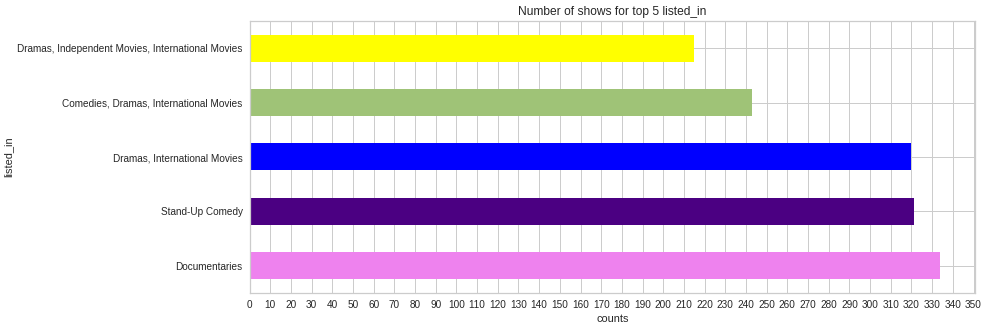 Number of shows for top 5 listed_in
Dramas, Independent Movies, International Movies
Comedies, Dramas, International Movies
Dramas, International Movies
Stand-Up Comedy
Documentaries
listed_in
0 10 20 30 40 50 60 70 80 90 100 110 120 130 140 150 160 170 180 190 200 210 220 230 240 250 260 270 280 290 300 310 320 330 340 350
counts